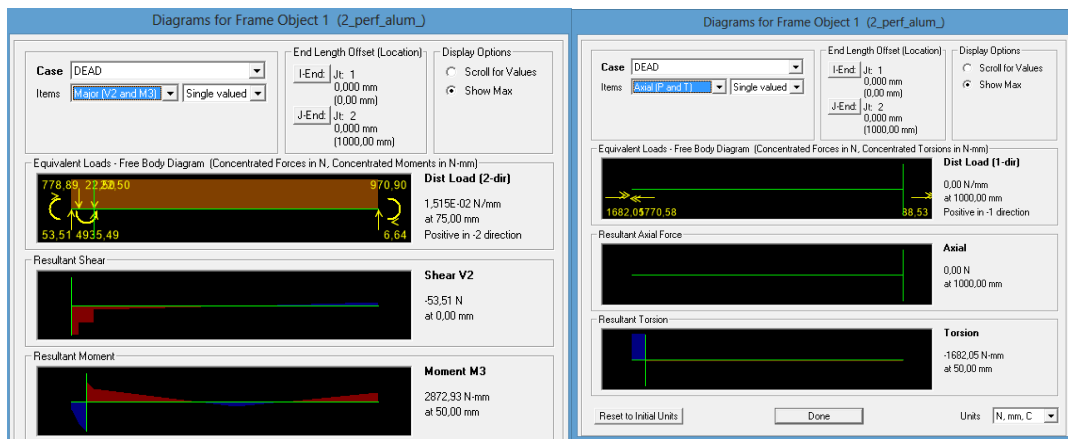 Diagrams for Frame Object 1 (2_perf_alum_)
Case DEAD
Items Major (V2 and M3) Single valued
End Length Offset (Location)
I-End: Jt: 1
0,000 mm
(0,00 mm)
J-End: Jt: 2
0,000 mm
(1000,00 mm)
Display Options
Scroll for Values
Show Max
Equivalent Loads - Free Body Diagram (Concentrated Forces in N, Concentrated Moments in N-mm)
778,89 970,90
53,51 4935,49 6,64
Dist Load (2-dir)
1,515E-02 N/mm
at 75,00 mm
Positive in -2 direction
Resultant Shear
Shear V2
-53,51 N
at 0,00 mm
Resultant Moment
Moment M3
2872,93 N-mm
at 50,00 mm
Diagrams for Frame Object 1 (2_perf_alum_)
Case DEAD
Items Axial (P and T) Single valued
End Length Offset (Location)
I-End: Jt: 1
0,000 mm
(0,00 mm)
J-End: Jt: 2
0,000 mm
(1000,00 mm)
Display Options
Scroll for Values
Show Max
Equivalent Loads - Free Body Diagram (Concentrated Forces in N, Concentrated Torsions in N-mm)
88,53
Dist Load (1-dir)
0,00 N/mm
at 1000,00 mm
Positive in -1 direction
Resultant Axial Force
Axial
0,00 N
at 1000,00 mm
Resultant Torsion
Torsion
-1682,05 N-mm
at 50,00 mm
Reset to Initial Units
Done
Units N, mm, C